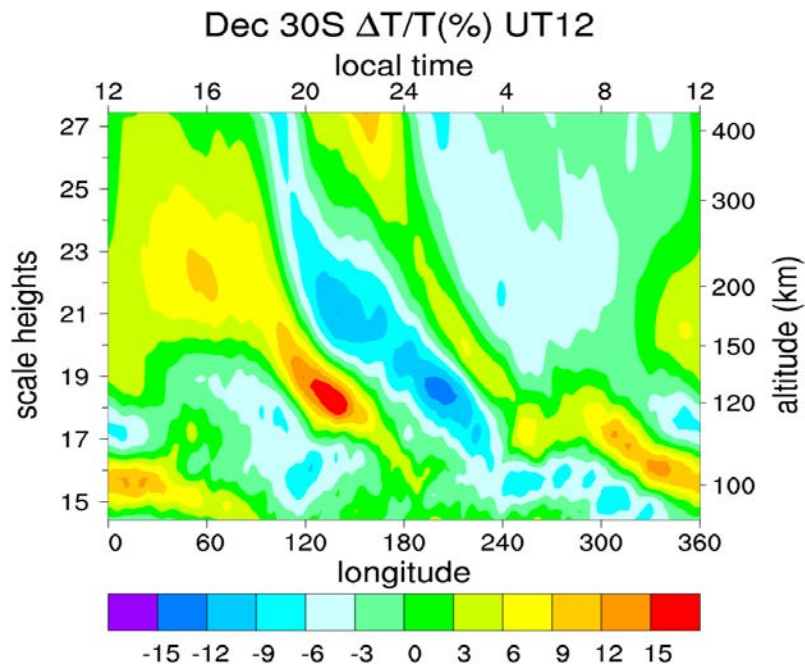 Dec 30S ΔT/T(%) UT12
local time
12 16 20 24 4 8 12
27 400
25 300
23
21 200
19 150
17 120
15 100
scale heights
altitude (km)
0 60 120 180 240 300 360
longitude
-15 -12 -9 -6 -3 0 3 6 9 12 15